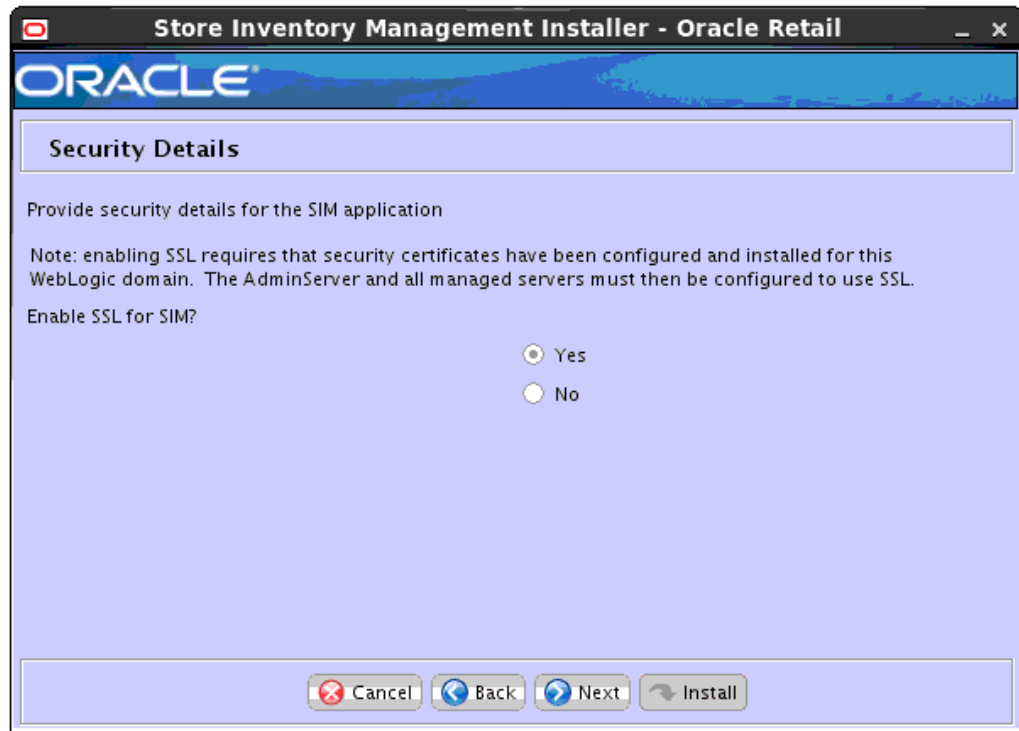 Store Inventory Management Installer - Oracle Retail
ORACLE
Security Details
Provide security details for the SIM application
Note: enabling SSL requires that security certificates have been configured and installed for this
WebLogic domain. The AdminServer and all managed servers must then be configured to use SSL.
Enable SSL for SIM?
Yes
No
Cancel Back Next Install